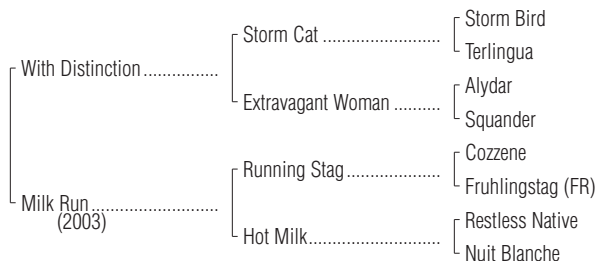 Storm Bird
Storm Cat ........................
Terlingua
With Distinction ...............
Alydar
Extravagant Woman ..........
Squander
Cozzene
Running Stag ...................
Fruhlingstag (FR)
Milk Run .........................
(2003)
Restless Native
Hot Milk ...........................
Nuit Blanche